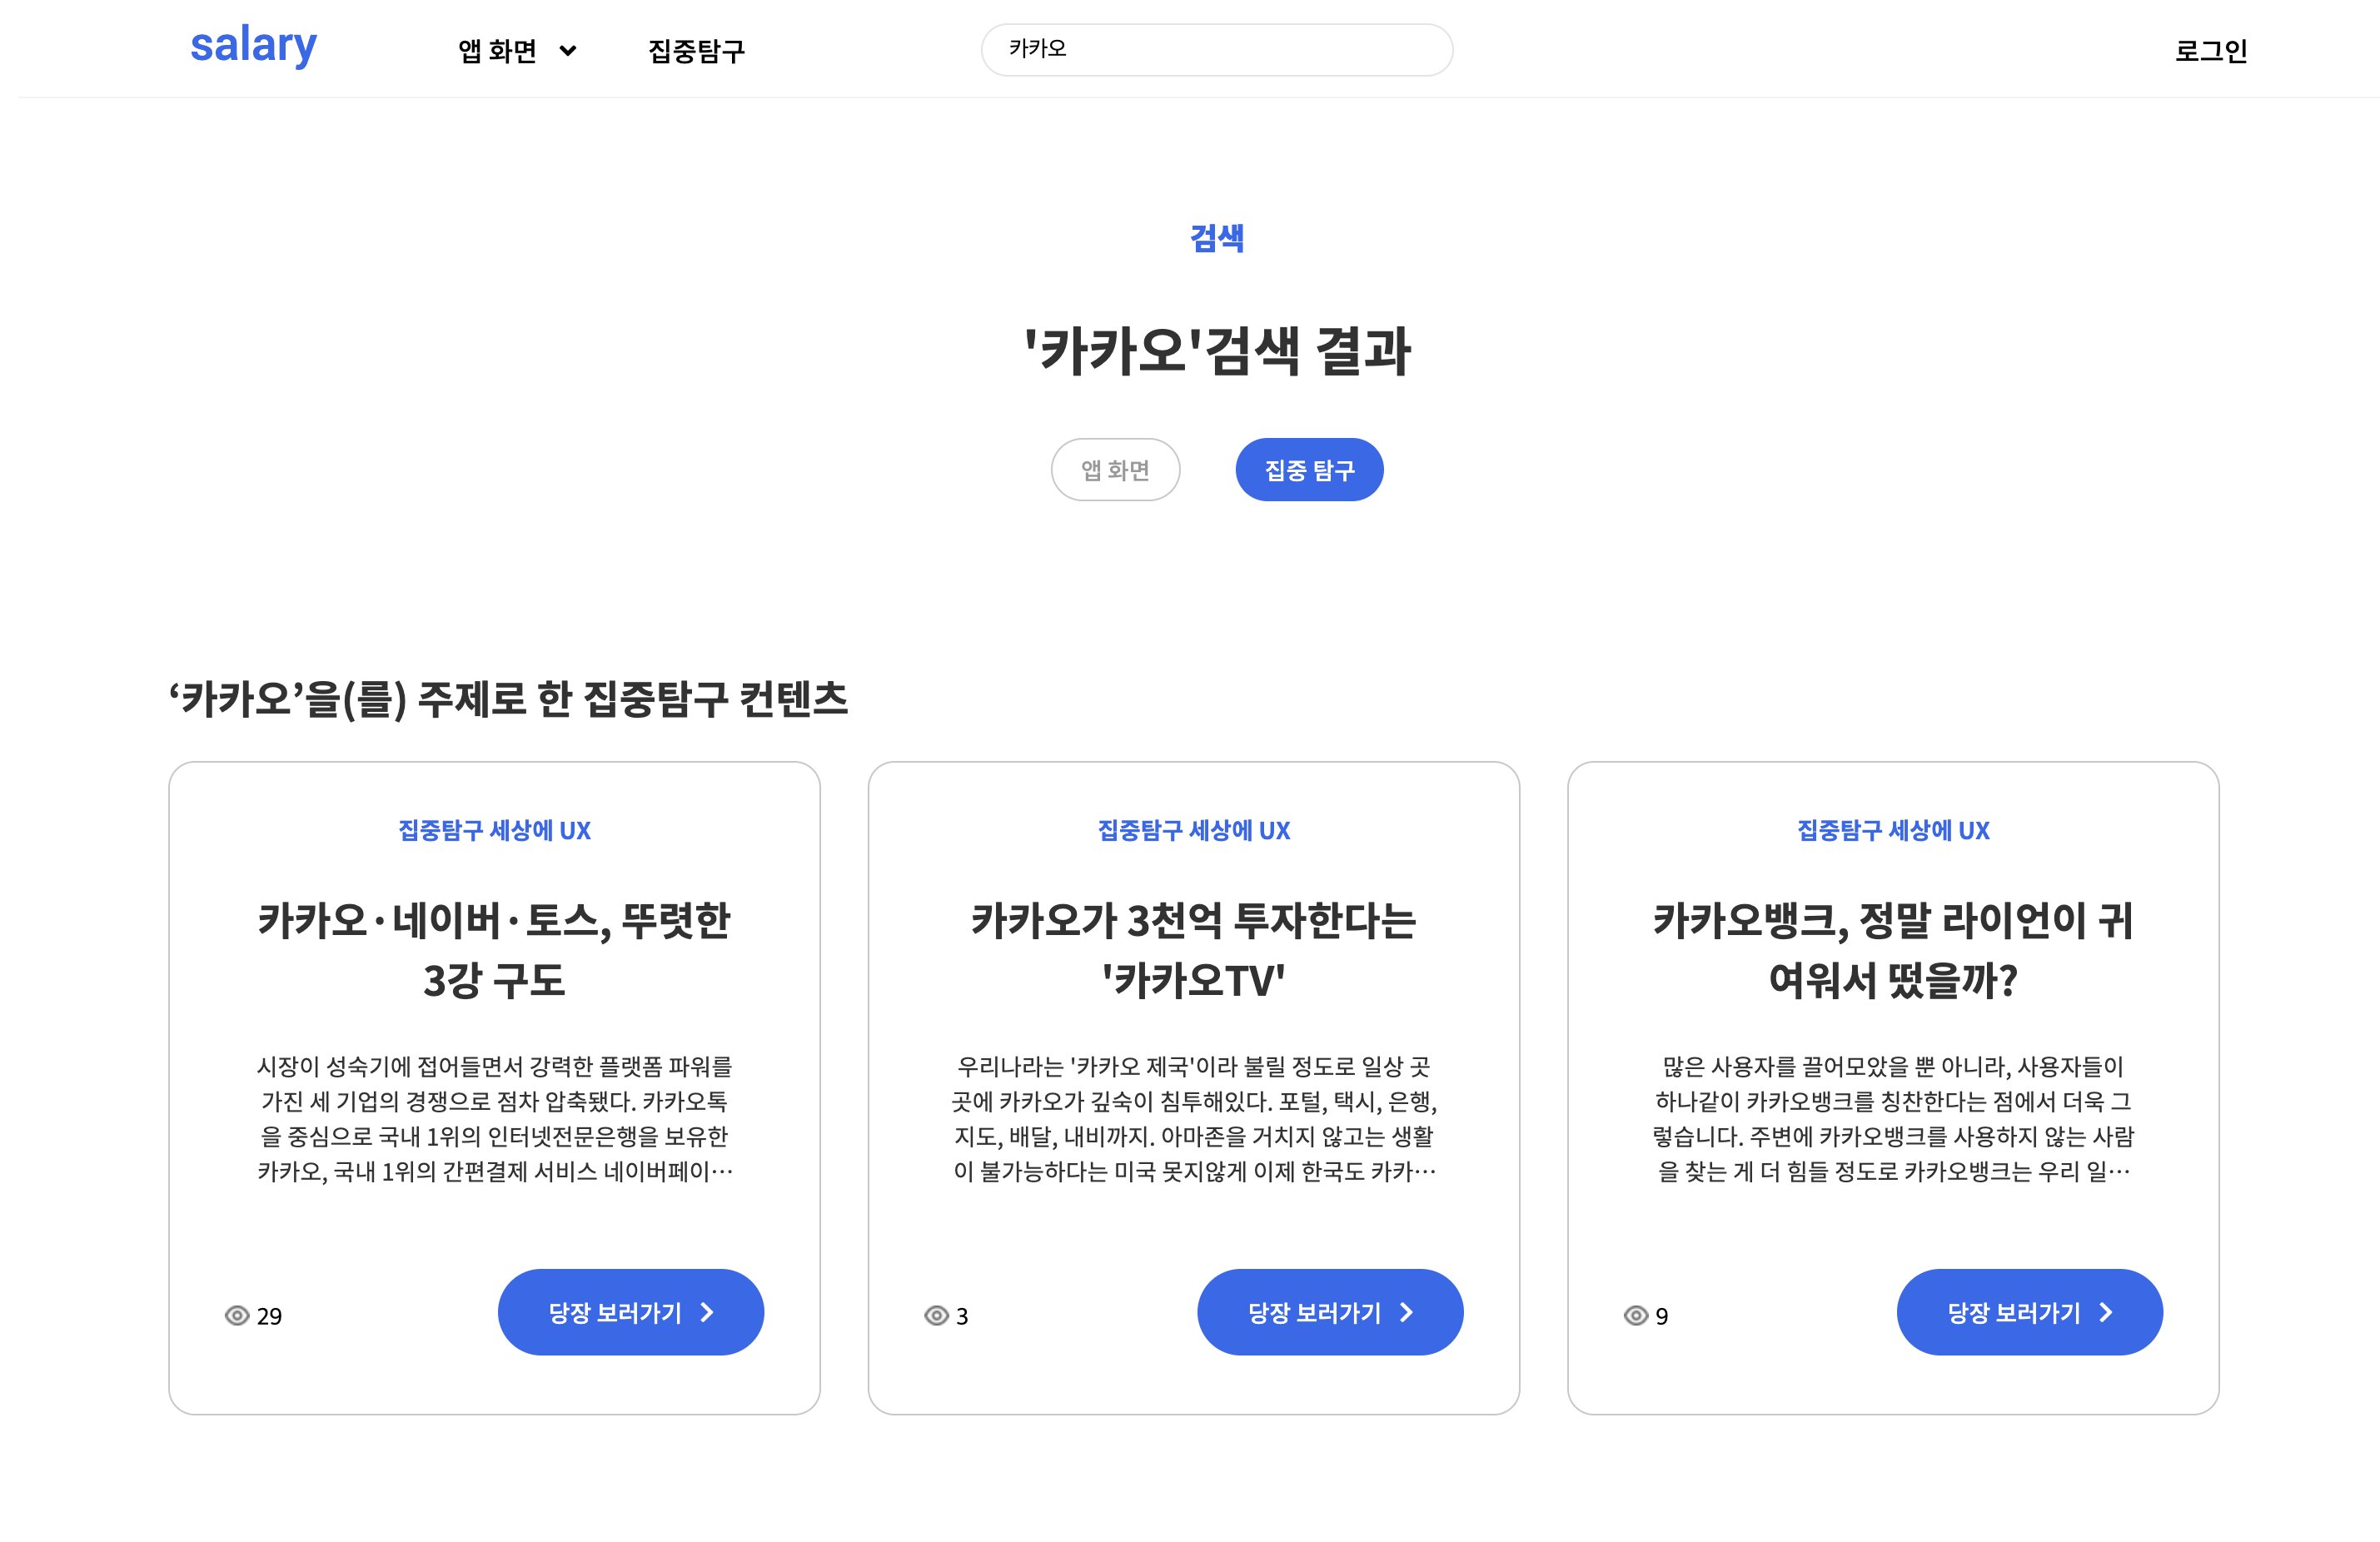 salary
앱 화면
집중탐구
카카오
로그인
검색
'카카오'검색 결과
앱 화면
집중 탐구
‘카카오’을(를) 주제로 한 집중탐구 컨텐츠
집중탐구 세상에 UX
카카오·네이버·토스, 뚜렷한
3강 구도
시장이 성숙기에 접어들면서 강력한 플랫폼 파워를
가진 세 기업의 경쟁으로 점차 압축됐다. 카카오톡
을 중심으로 국내 1위의 인터넷전문은행을 보유한
카카오, 국내 1위의 간편결제 서비스 네이버페이…
29
당장 보러가기
집중탐구 세상에 UX
카카오가 3천억 투자한다는
'카카오TV'
우리나라는 '카카오 제국'이라 불릴 정도로 일상 곳
곳에 카카오가 깊숙이 침투해있다. 포털, 택시, 은행,
지도, 배달, 내비까지. 아마존을 거치지 않고는 생활
이 불가능하다는 미국 못지않게 이제 한국도 카카…
3
당장 보러가기
집중탐구 세상에 UX
카카오뱅크, 정말 라이언이 귀
여워서 떴을까?
많은 사용자를 끌어모았을 뿐 아니라, 사용자들이
하나같이 카카오뱅크를 칭찬한다는 점에서 더욱 그
렇습니다. 주변에 카카오뱅크를 사용하지 않는 사람
을 찾는 게 더 힘들 정도로 카카오뱅크는 우리 일…
9
당장 보러가기